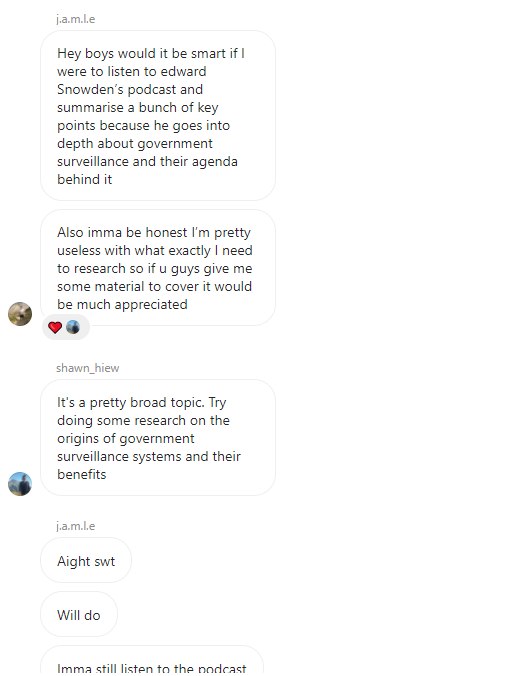 j.a.m.l.e
Hey boys would it be smart if I
were to listen to edward
Snowden's podcast and
summarise a bunch of key
points because he goes into
depth about government
surveillance and their agenda
behind it
Also imma be honest I'm pretty
useless with what exactly I need
to research so if u guys give me
some material to cover it would
be much appreciated
shawn_hiew
It's a pretty broad topic. Try
doing some research on the
origins of government
surveillance systems and their
benefits
j.a.m.l.e
Aight swt
Will do
Imma still listen to the podcast